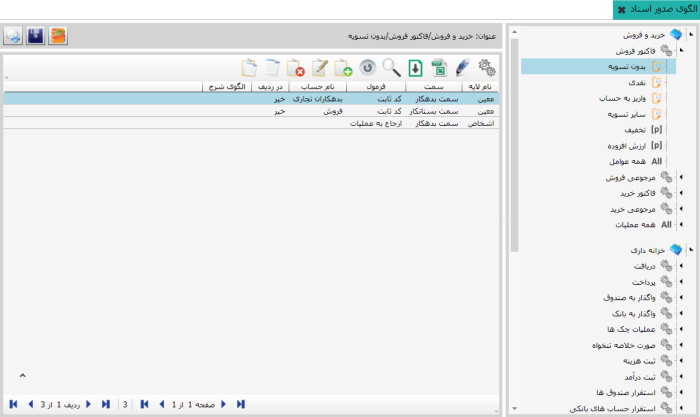 الگوی صدور اسناد
خرید و فروش
فاکتور فروش
بدون تسویه
نقدی
واریز به حساب
سایر تسویه
[p] تخفیف
[p] ارزش افزوده
All همه عوامل
مرجوعی فروش
فاکتور خرید
مرجوعی خرید
All همه عملیات
خزانه داری
دریافت
پرداخت
واگذار به صندوق
واگذار به بانک
عملیات چک ها
صورت خلاصه تنخواه
ثبت هزینه
ثبت درآمد
استقرار صندوق ها
استقرار حساب های بانکی
عنوان: خرید و فروش/فاکتور فروش/بدون تسویه
نام لایه سمت فرمول نام حساب در ردیف الگوی شرح
معین سمت بدهکار کد ثابت بدهکاران تجاری خیر
معین سمت بستانکار کد ثابت فروش خیر
اشخاص سمت بدهکار ارجاع به عملیات
صفحه 1 از 1
3
ردیف 1 از 3